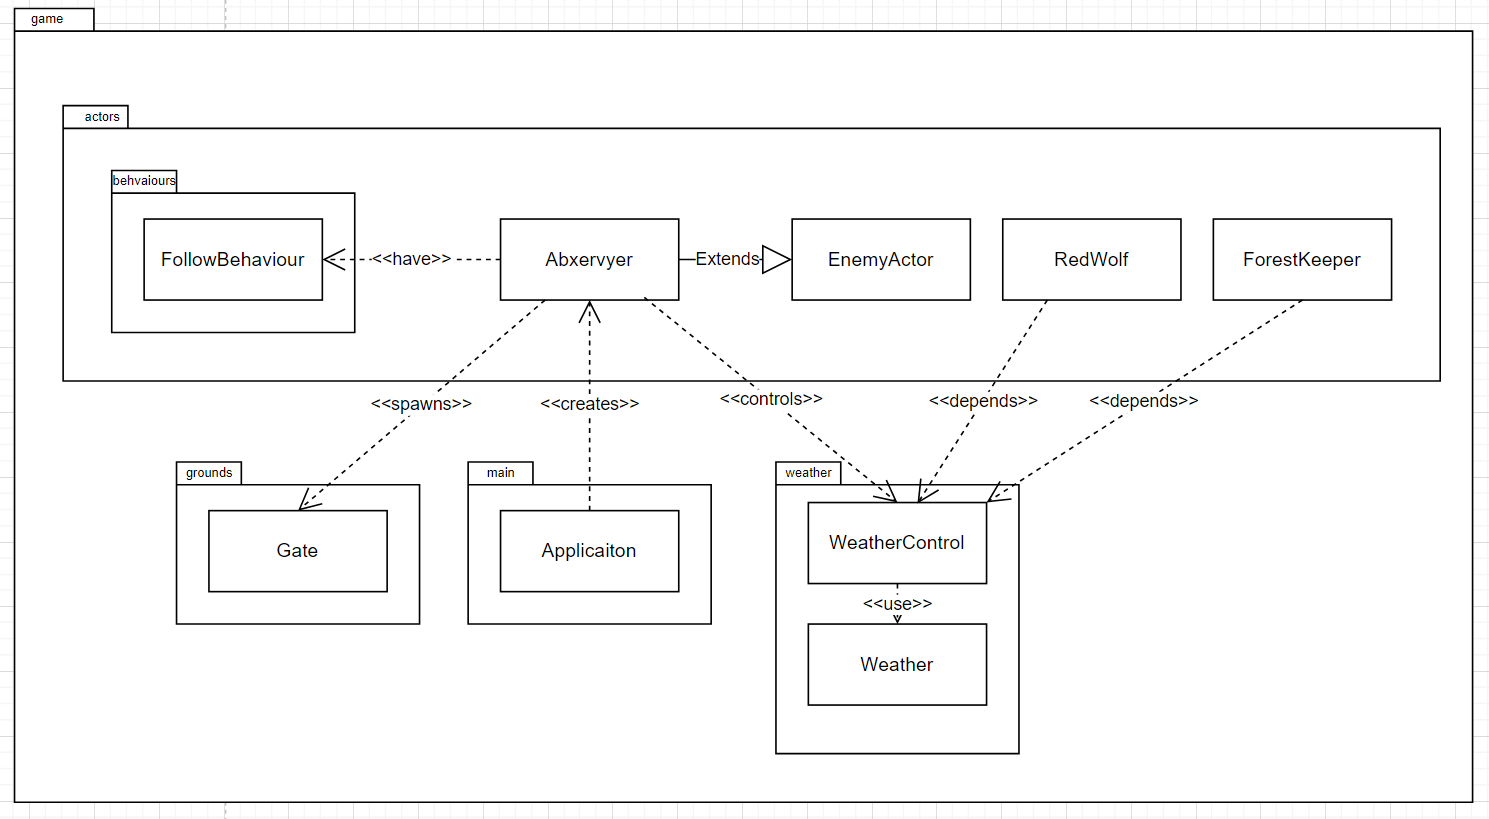 game
actors
behvaiours
FollowBehaviour
<<have>>
Abxervyer
Extends
EnemyActor
RedWolf
ForestKeeper
<<spawns>>
<<creates>>
<<controls>>
<<depends>>
<<depends>>
grounds
main
weather
Gate
Applicaiton
WeatherControl
<<use>>
Weather